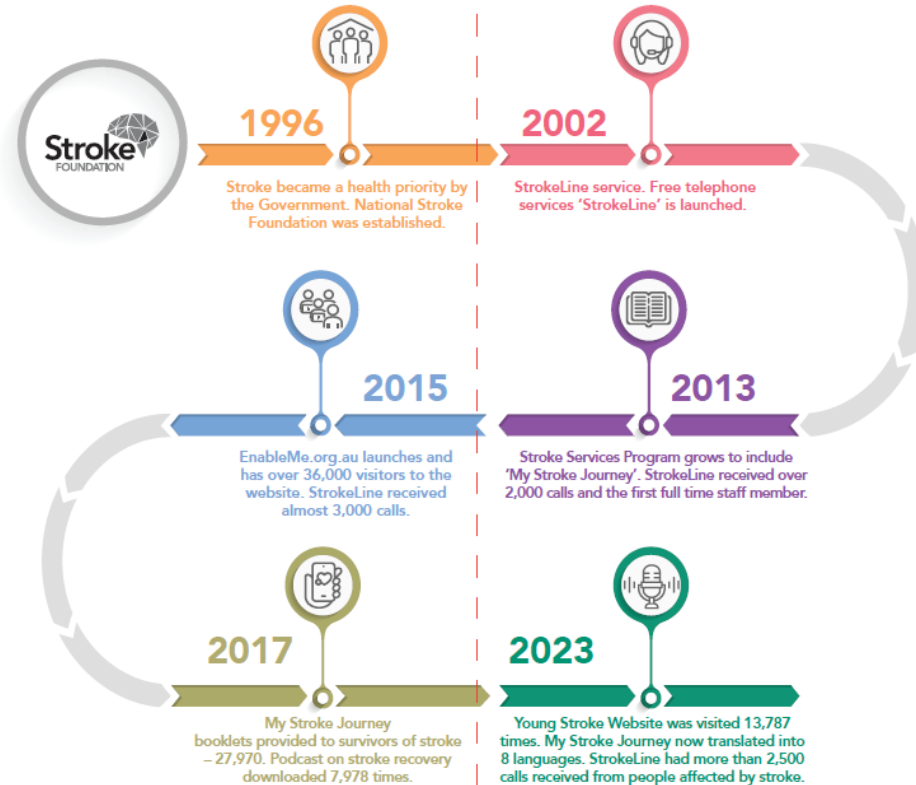 Stroke
FOUNDATION
1996
Stroke became a health priority by
the Government. National Stroke
Foundation was established.
2002
StrokeLine service. Free telephone
services ‘StrokeLine’ is launched.
2013
Stroke Services Program grows to include
‘My Stroke Journey’. StrokeLine received over
2,000 calls and the first full time staff member.
2015
EnableMe.org.au launches and
has over 36,000 visitors to the
website. StrokeLine received
almost 3,000 calls.
2017
My Stroke Journey
booklets provided to survivors of stroke
– 27,970. Podcast on stroke recovery
downloaded 7,978 times.
2023
Young Stroke Website was visited 13,787
times. My Stroke Journey now translated into
8 languages. StrokeLine had more than 2,500
calls received from people affected by stroke.